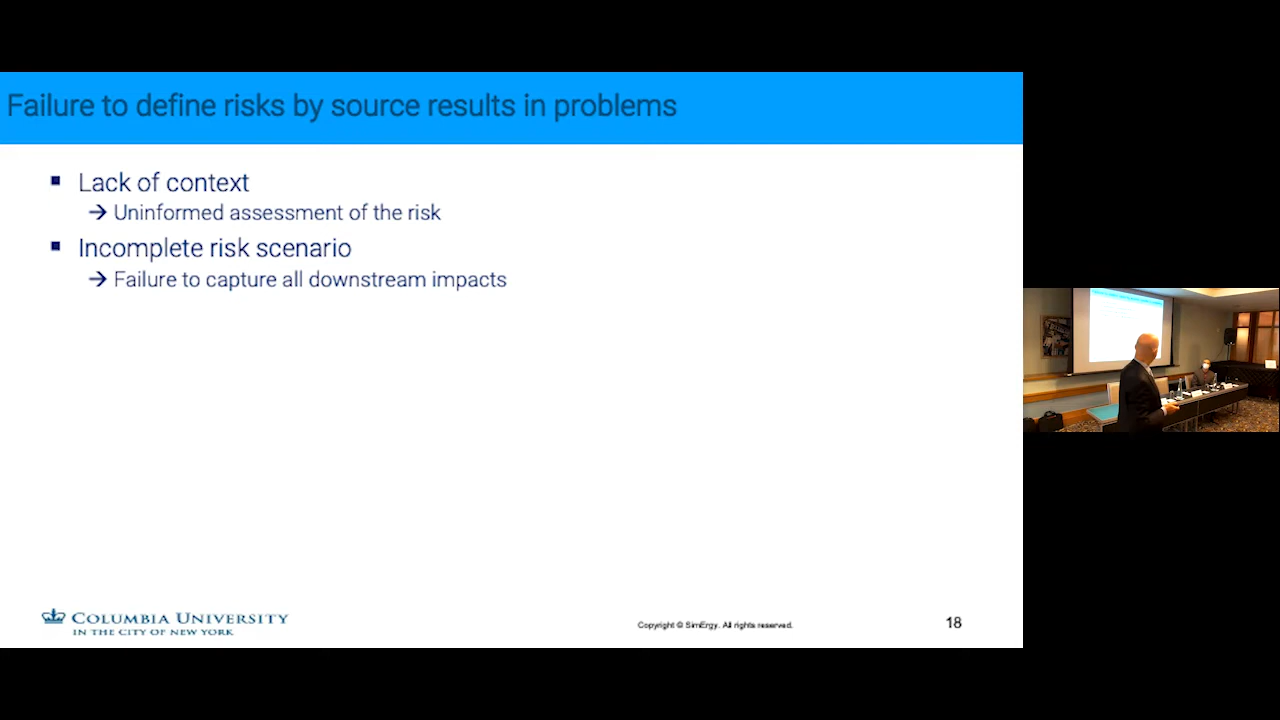 Failure to define risks by source results in problems
Lack of context
→ Uninformed assessment of the risk
Incomplete risk scenario
→ Failure to capture all downstream impacts
COLUMBIA UNIVERSITY
IN THE CITY OF NEW YORK
Copyright © SimErgy. All rights reserved.
18